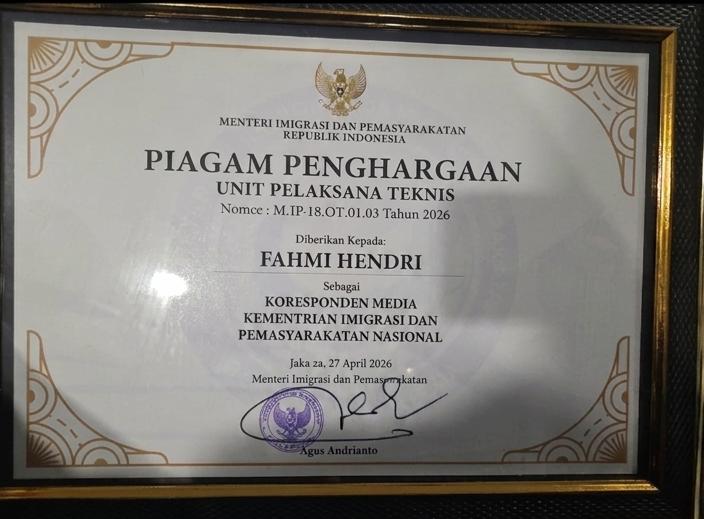 MENTERI IMIGRASI DAN PEMASYARAKATAN
REPUBLIK INDONESIA
PIAGAM PENGHARGAAN
UNIT PELAKSANA TEKNIS
Nomce : M.IP-18.OT.01.03 Tahun 2026
Diberikan Kepada:
FAHMI HENDRI
Sebagai
KORESPONDEN MEDIA
KEMENTRIAN IMIGRASI DAN
PEMASYARAKATAN NASIONAL
Jaka za, 27 April 2026
Menteri Imigrasi dan Pemasyarakatan
Agus Andrianto